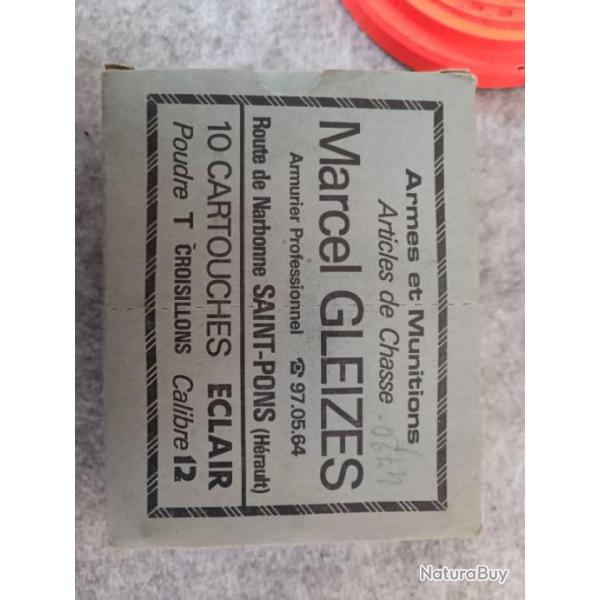 Armes et Munitions
Articles de Chasse
Marcel GLEIZES
Armurier Professionnel ☎ 97.05.64
Route de Narbonne SAINT-PONS (Hérault)
10 CARTOUCHES ECLAIR
Poudre T CROISILLONS Calibre 12
NaturaBuy